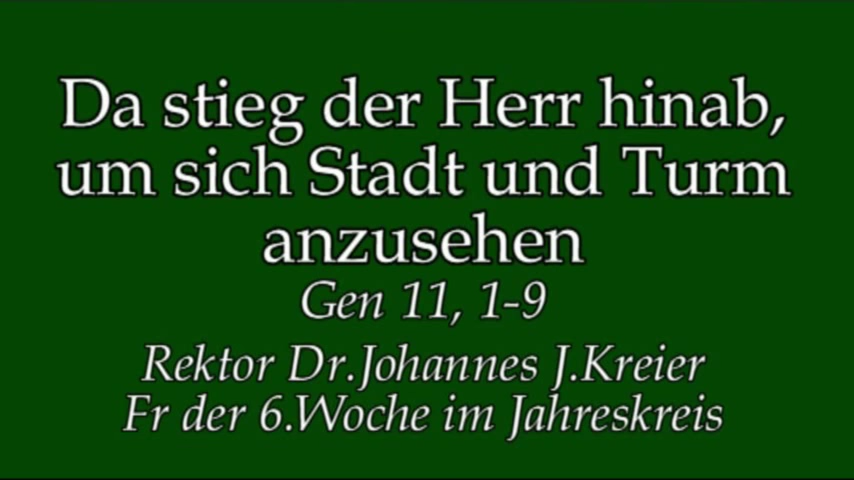 Da stieg der Herr hinab,
um sich Stadt und Turm
anzusehen
Gen 11, 1-9
Rektor Dr.Johannes J.Kreier
Fr der 6.Woche im Jahreskreis